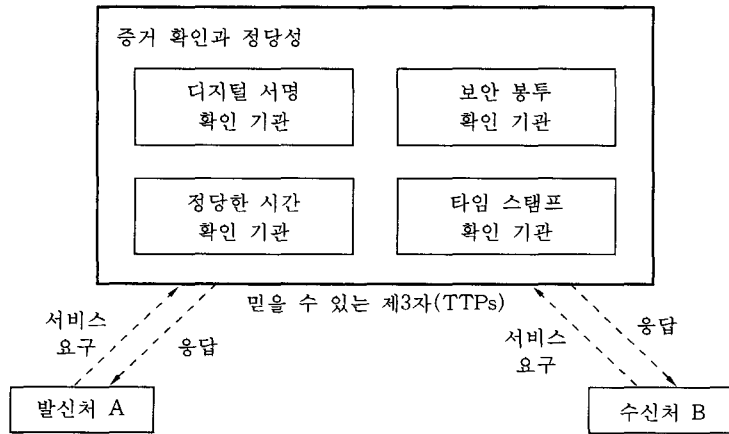 증거 확인과 정당성
디지털 서명
확인 기관
보안 봉투
확인 기관
정당한 시간
확인 기관
타임 스탬프
확인 기관
믿을 수 있는 제3자(TTPs)
서비스
요구
응답
서비스
요구
응답
발신처 A
수신처 B